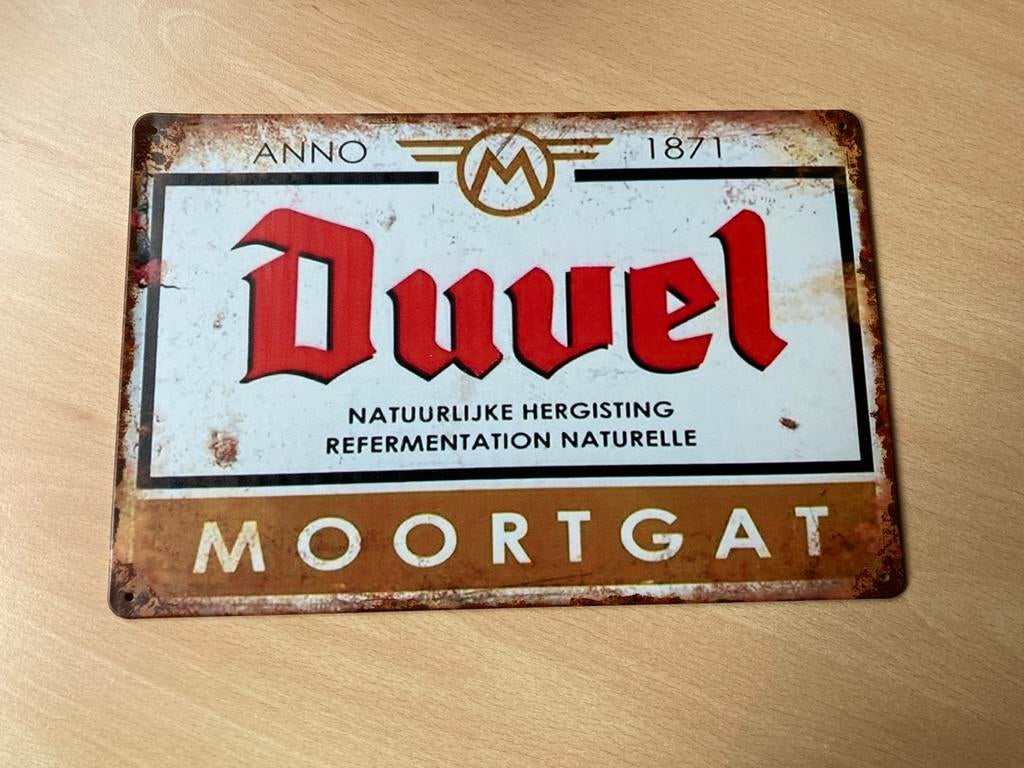 ANNO M 1871
Duvel
NATUURLIJKE HERGISTING
REFERMENTATION NATURELLE
MOORTGAT